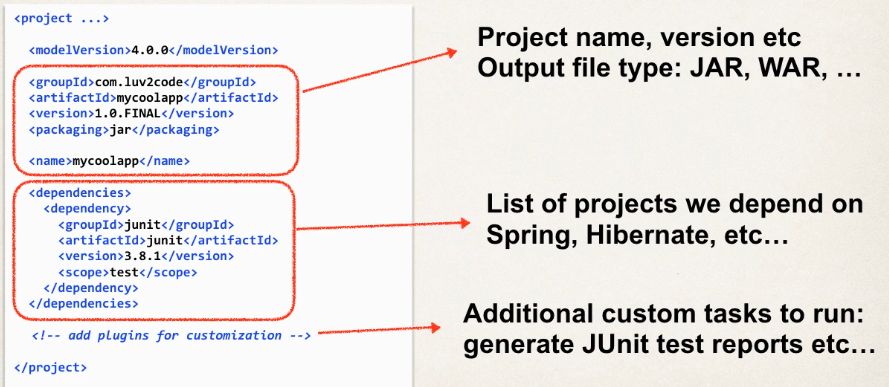 <project ...>
<modelVersion>4.0.0</modelVersion>
<groupId>com.luv2code</groupId>
<artifactId>mycoolapp</artifactId>
<version>1.0.FINAL</version>
<packaging>jar</packaging>
<name>mycoolapp</name>
<dependencies>
<dependency>
<groupId>junit</groupId>
<artifactId>junit</artifactId>
<version>3.8.1</version>
<scope>test</scope>
</dependency>
</dependencies>
<!-- add plugins for customization -->
</project>
Project name, version etc
Output file type: JAR, WAR, …
List of projects we depend on
Spring, Hibernate, etc…
Additional custom tasks to run:
generate JUnit test reports etc…